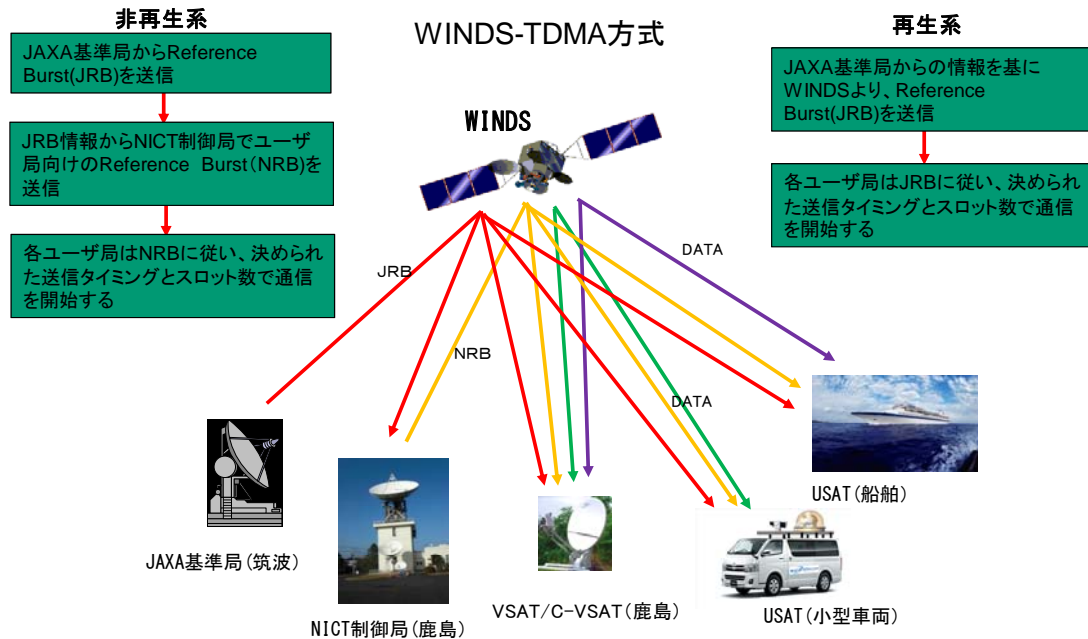 WINDS-TDMA方式
非再生系
JAXA基準局からReference
Burst(JRB)を送信
JRB情報からNICT制御局でユーザ
局向けのReference Burst(NRB)を
送信
各ユーザ局はNRBに従い、決められ
た送信タイミングとスロット数で通信
を開始する
再生系
JAXA基準局からの情報を基に
WINDSより、Reference
Burst(JRB)を送信
各ユーザ局はJRBに従い、決められ
た送信タイミングとスロット数で通信
を開始する
WINDS
JRB
NRB
DATA
DATA
JAXA基準局(筑波)
NICT制御局(鹿島)
VSAT/C-VSAT(鹿島)
USAT(小型車両)
USAT(船舶)